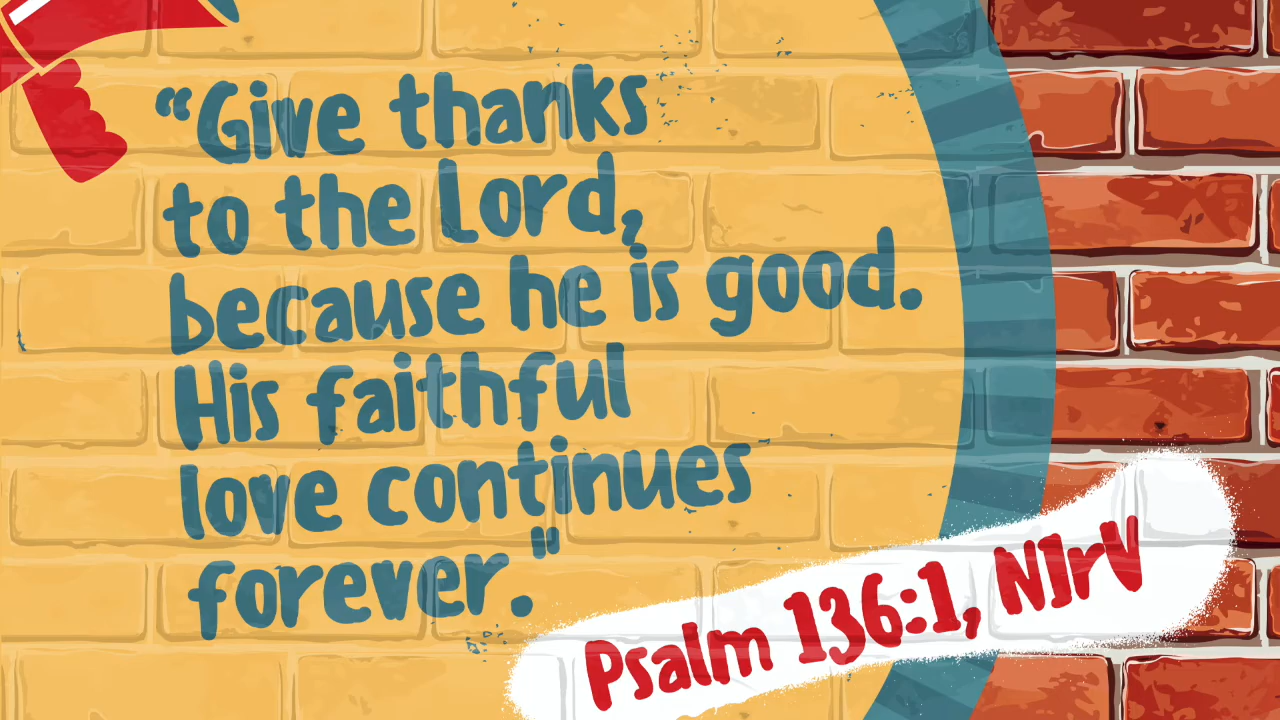 “Give thanks
to the Lord,
because he is good.
His faithful
love continues
forever."
Psalm 136:1, NIrV